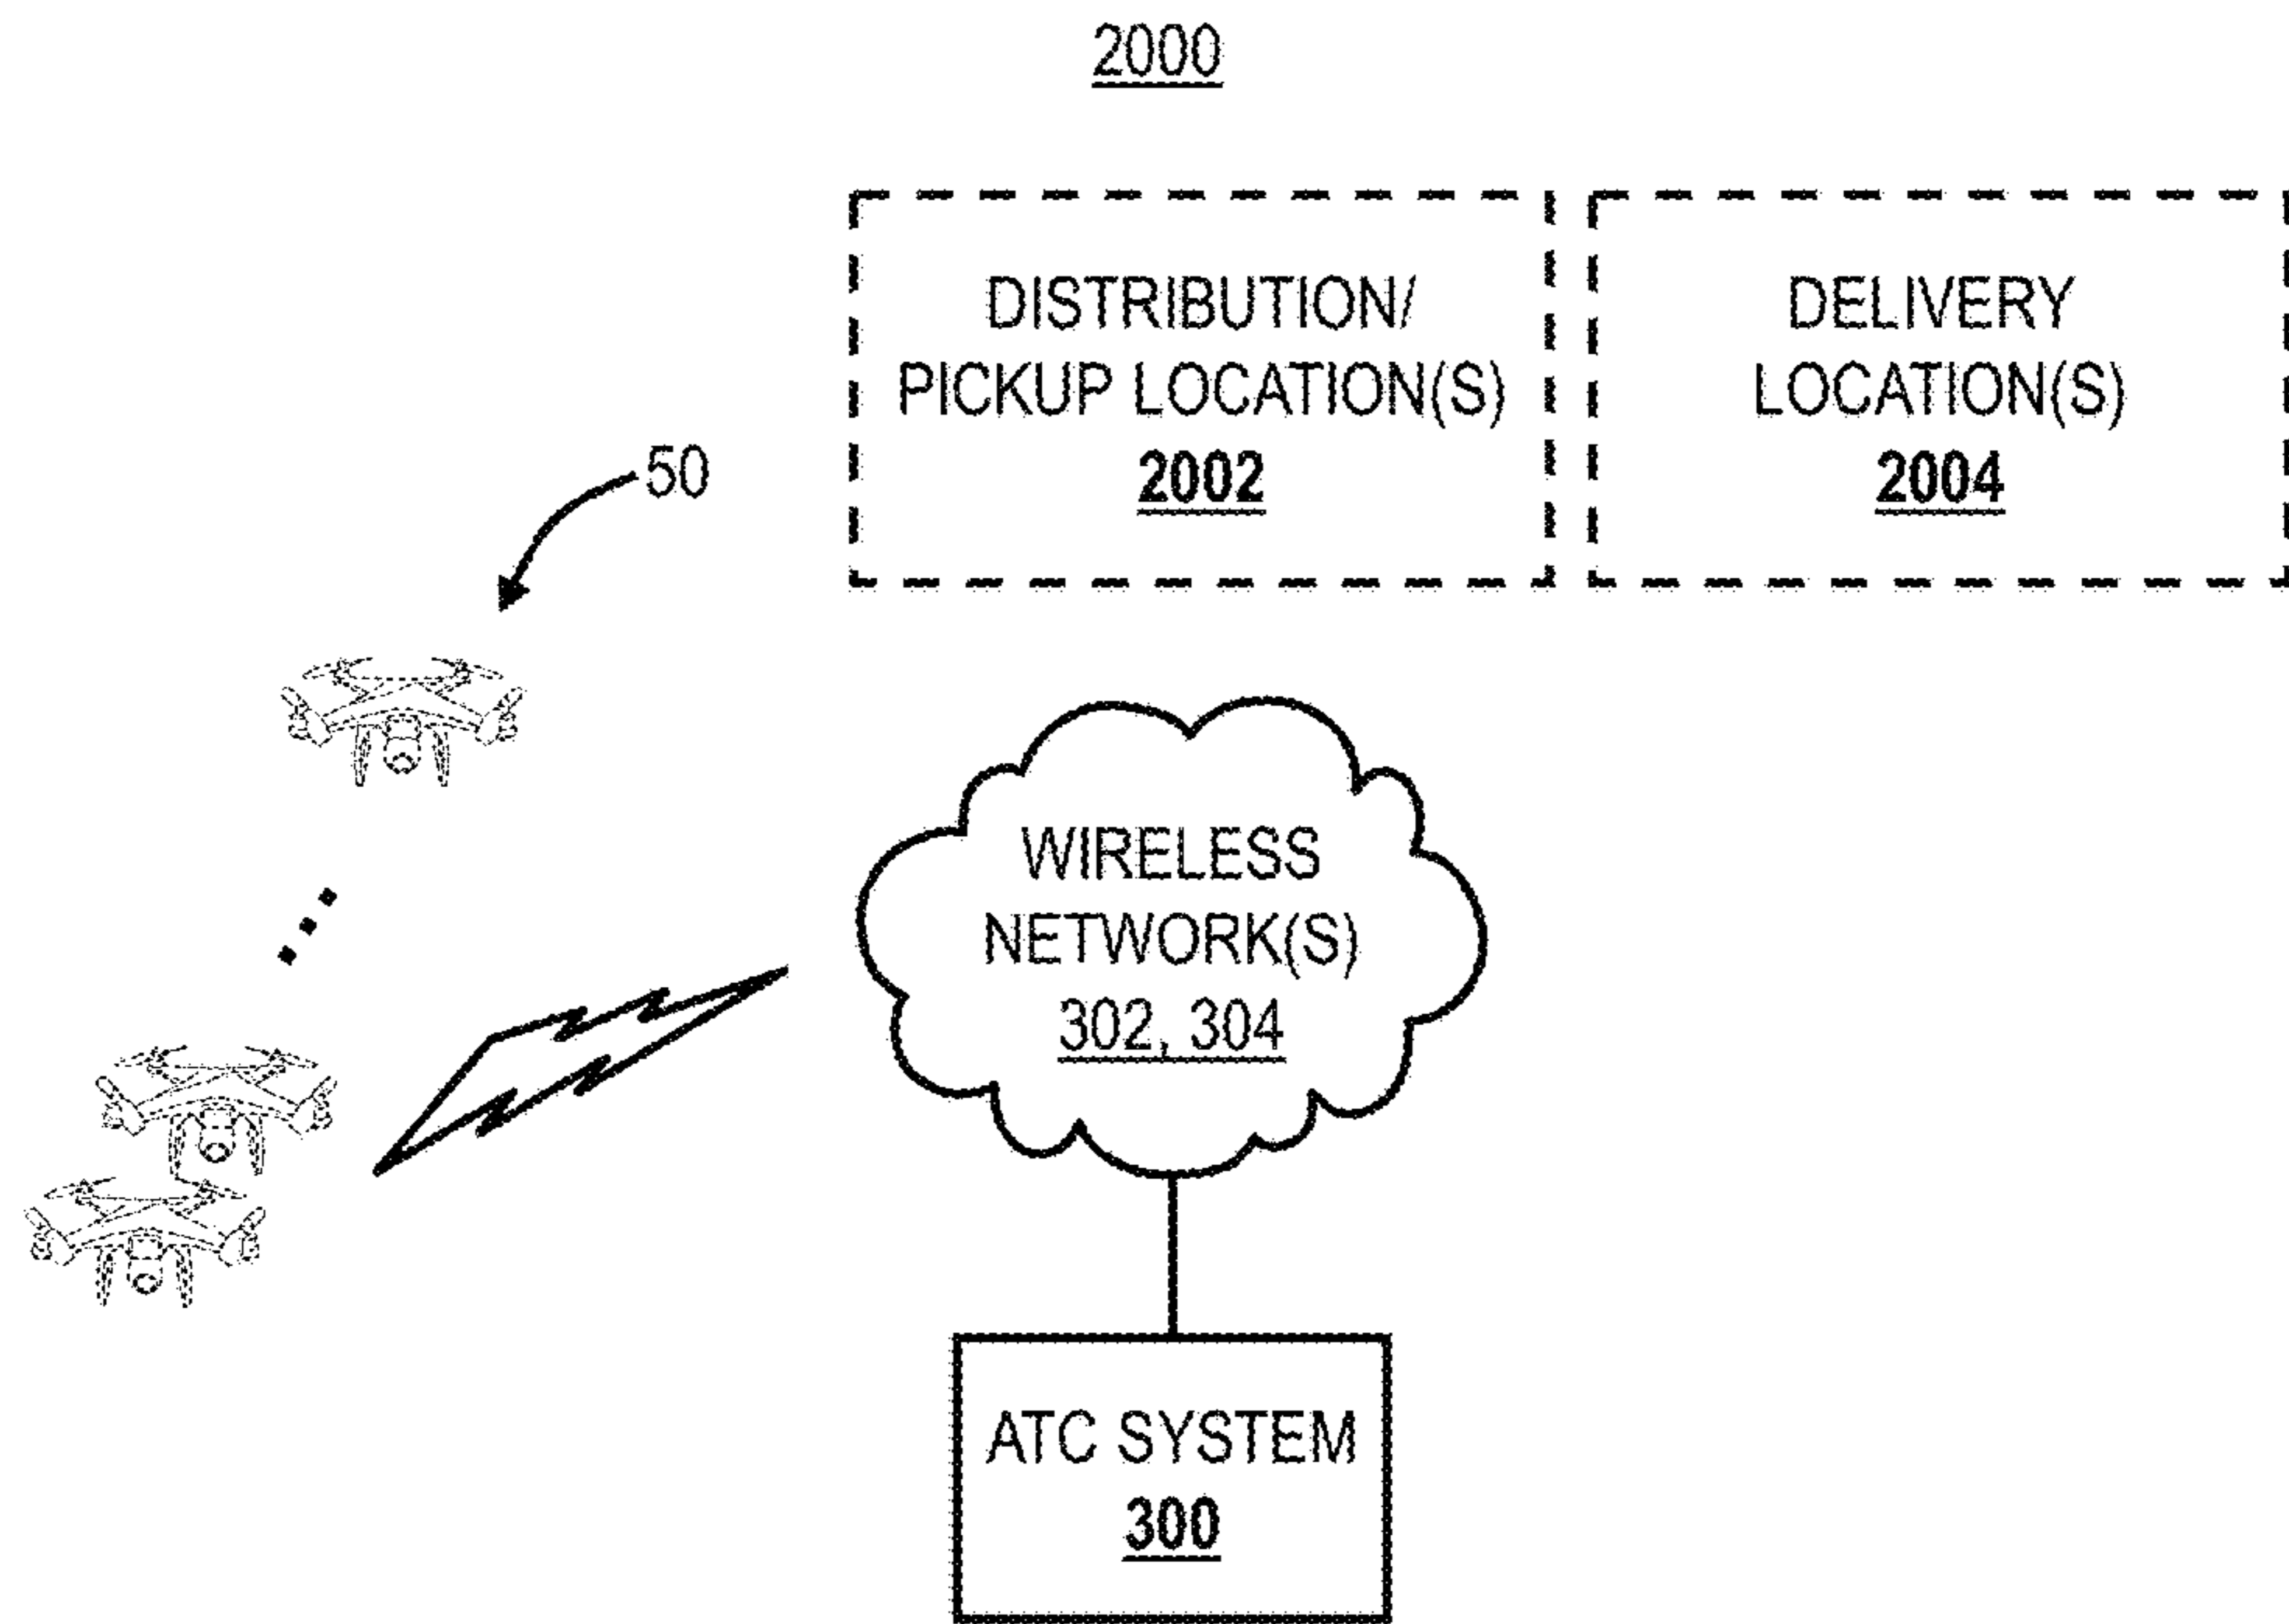 2000
DISTRIBUTION/
PICKUP LOCATION(S)
2002
DELIVERY
LOCATION(S)
2004
50
WIRELESS
NETWORK(S)
302, 304
ATC SYSTEM
300